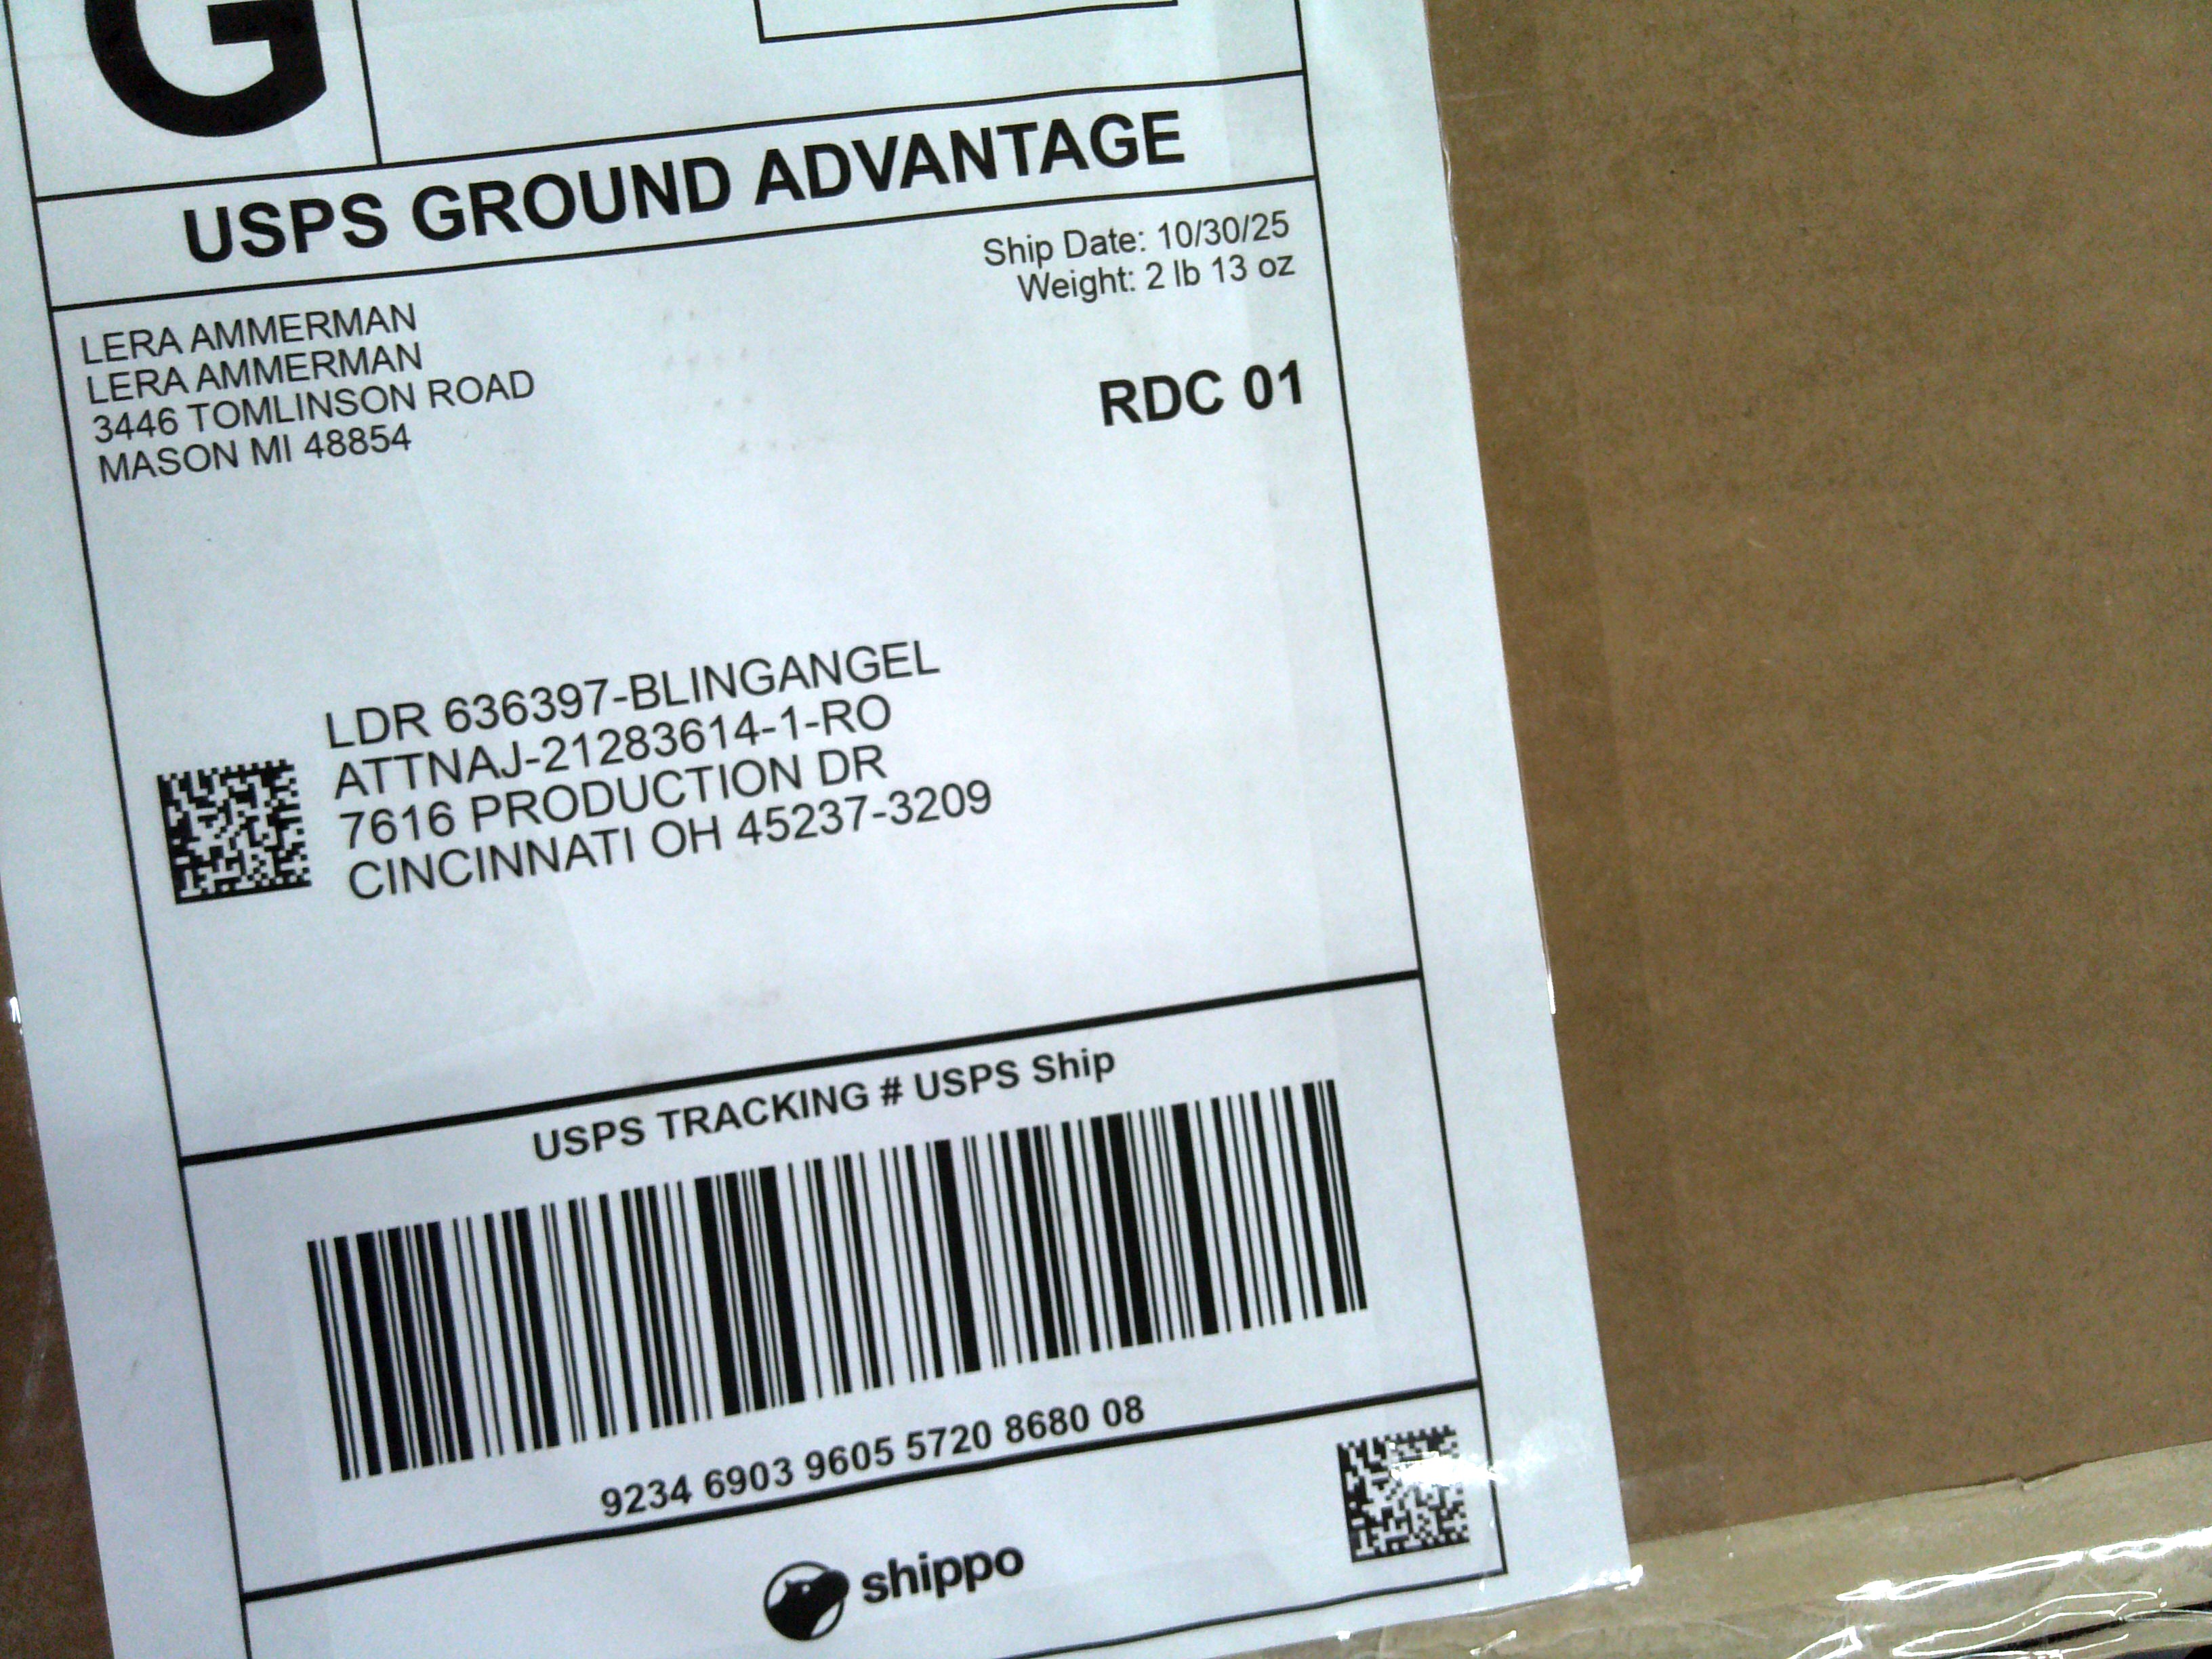 G
USPS GROUND ADVANTAGE
Ship Date: 10/30/25
Weight: 2 lb 13 oz
LERA AMMERMAN
LERA AMMERMAN
3446 TOMLINSON ROAD
MASON MI 48854
RDC 01
LDR 636397-BLINGANGEL
ATTNAJ-21283614-1-RO
7616 PRODUCTION DR
CINCINNATI OH 45237-3209
USPS TRACKING # USPS Ship
9234 6903 9605 5720 8680 08
shippo